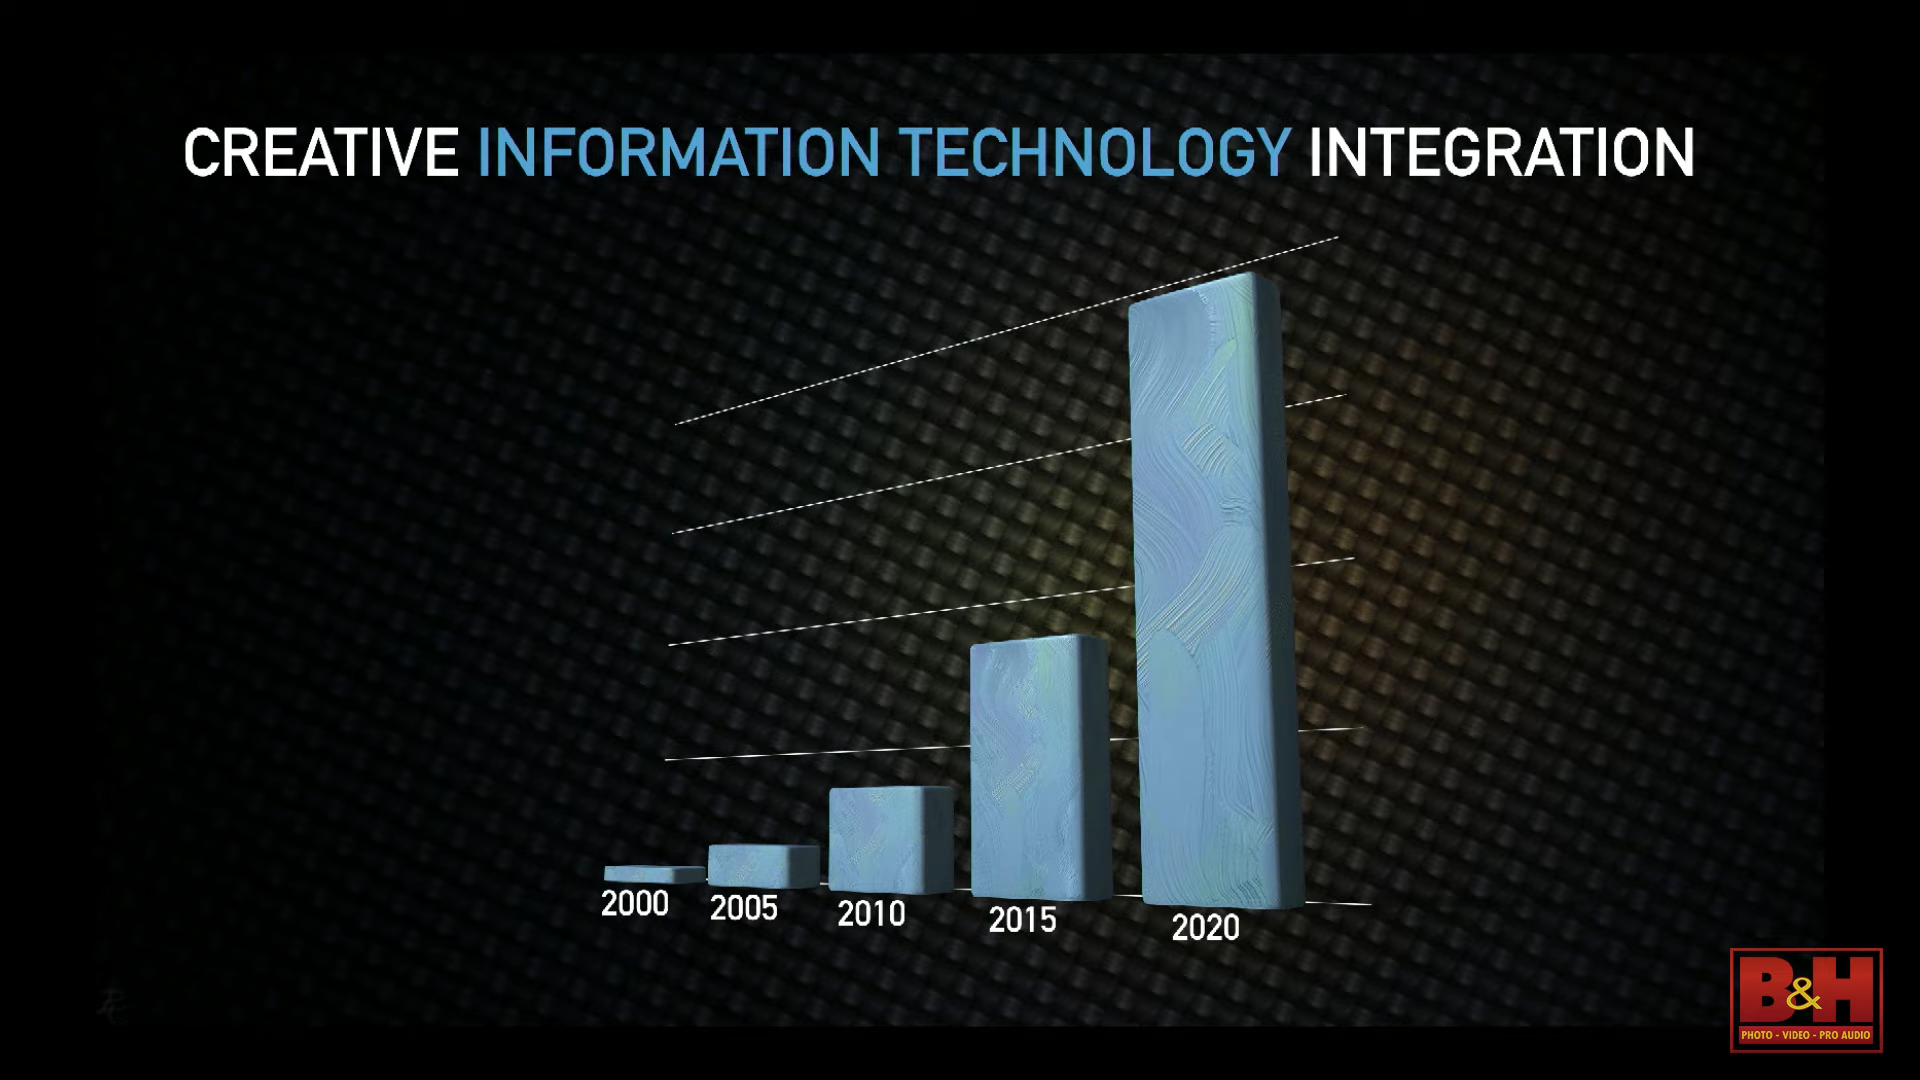 CREATIVE INFORMATION TECHNOLOGY INTEGRATION
2000
2005
2010
2015
2020
B&H
PHOTO - VIDEO - PRO AUDIO